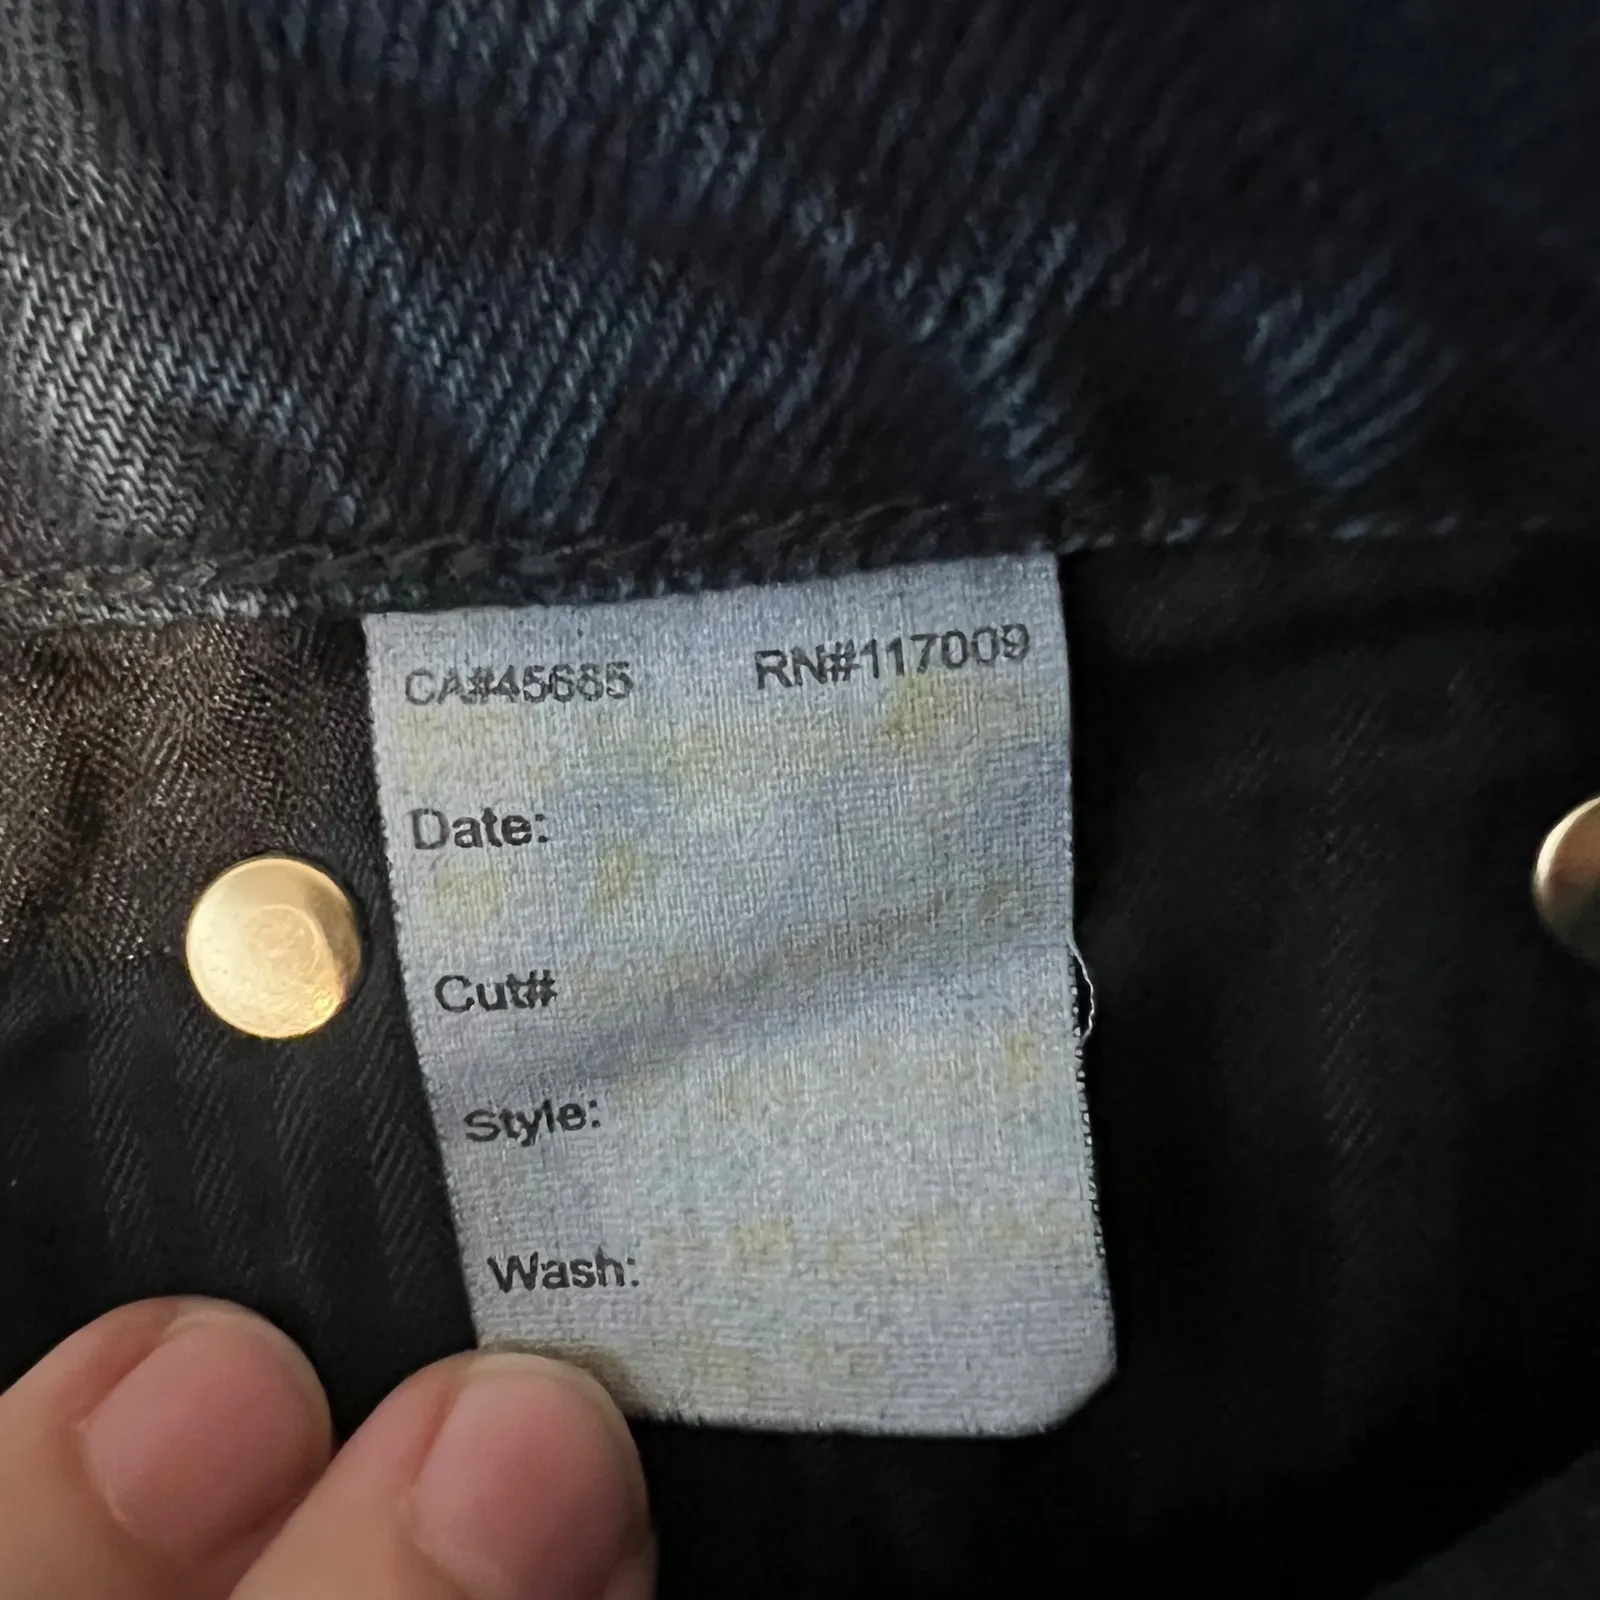 CA#45685 RN#117009
Date:
Cut#
Style:
Wash: